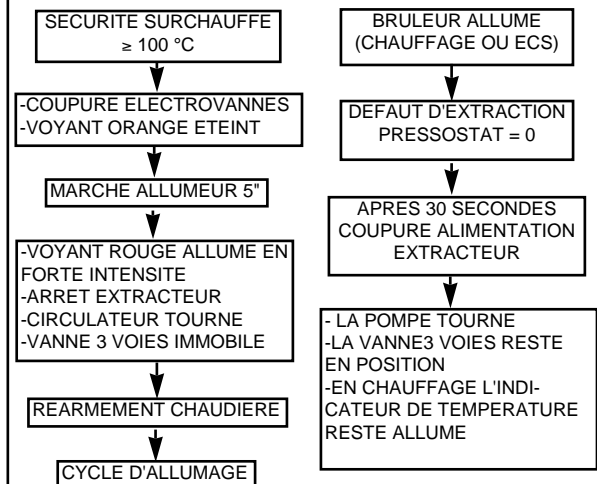 SECURITE SURCHAUFFE
≥ 100 °C
-COUPURE ELECTROVANNES
-VOYANT ORANGE ETEINT
MARCHE ALLUMEUR 5"
-VOYANT ROUGE ALLUME EN
FORTE INTENSITE
-ARRET EXTRACTEUR
-CIRCULATEUR TOURNE
-VANNE 3 VOIES IMMOBILE
REARMEMENT CHAUDIERE
CYCLE D'ALLUMAGE
BRULEUR ALLUME
(CHAUFFAGE OU ECS)
DEFAUT D'EXTRACTION
PRESSOSTAT = 0
APRES 30 SECONDES
COUPURE ALIMENTATION
EXTRACTEUR
- LA POMPE TOURNE
-LA VANNE3 VOIES RESTE
EN POSITION
-EN CHAUFFAGE L'INDI-
CATEUR DE TEMPERATURE
RESTE ALLUME